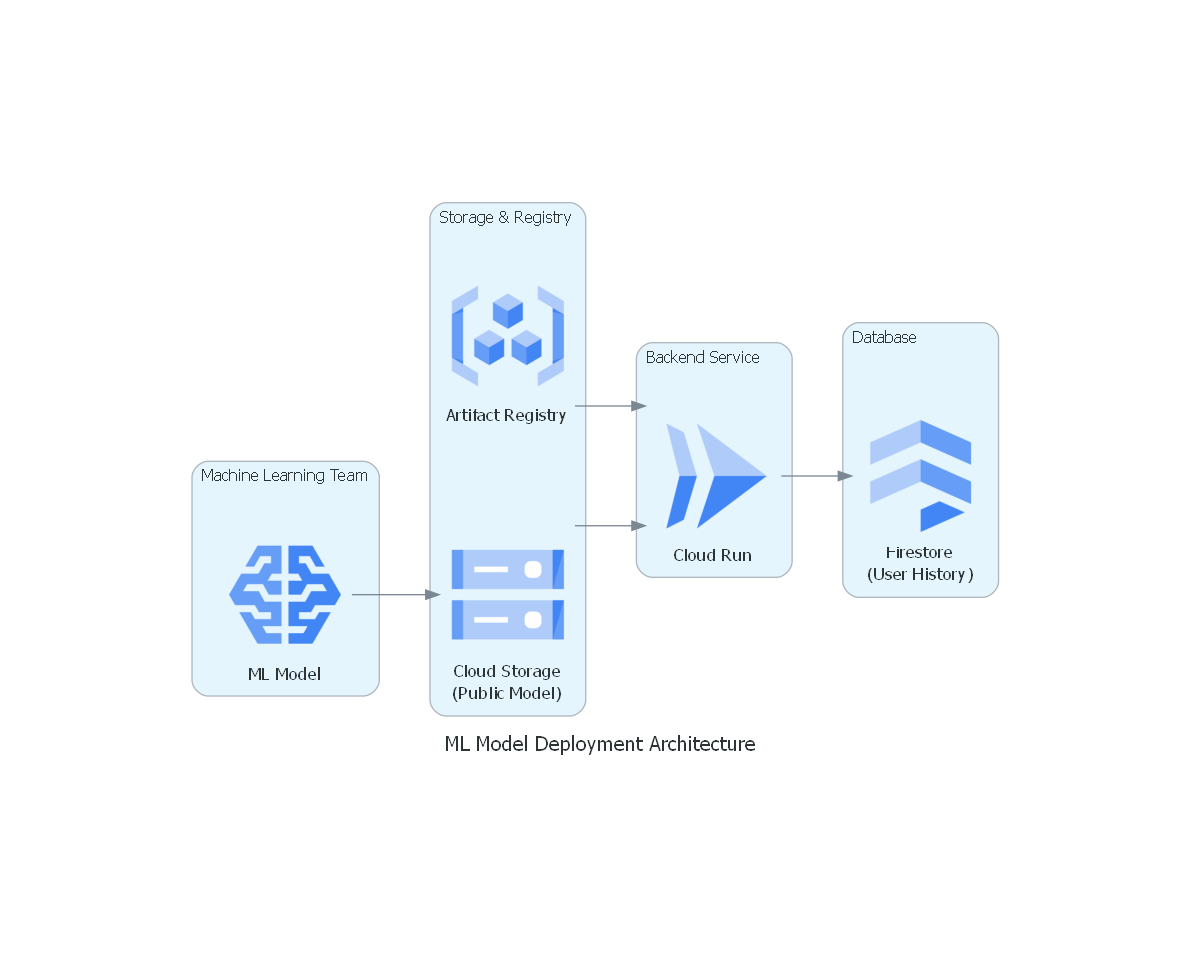 Storage & Registry
Artifact Registry
Cloud Storage
(Public Model)
Machine Learning Team
ML Model
Backend Service
Cloud Run
Database
Firestore
(User History)
ML Model Deployment Architecture